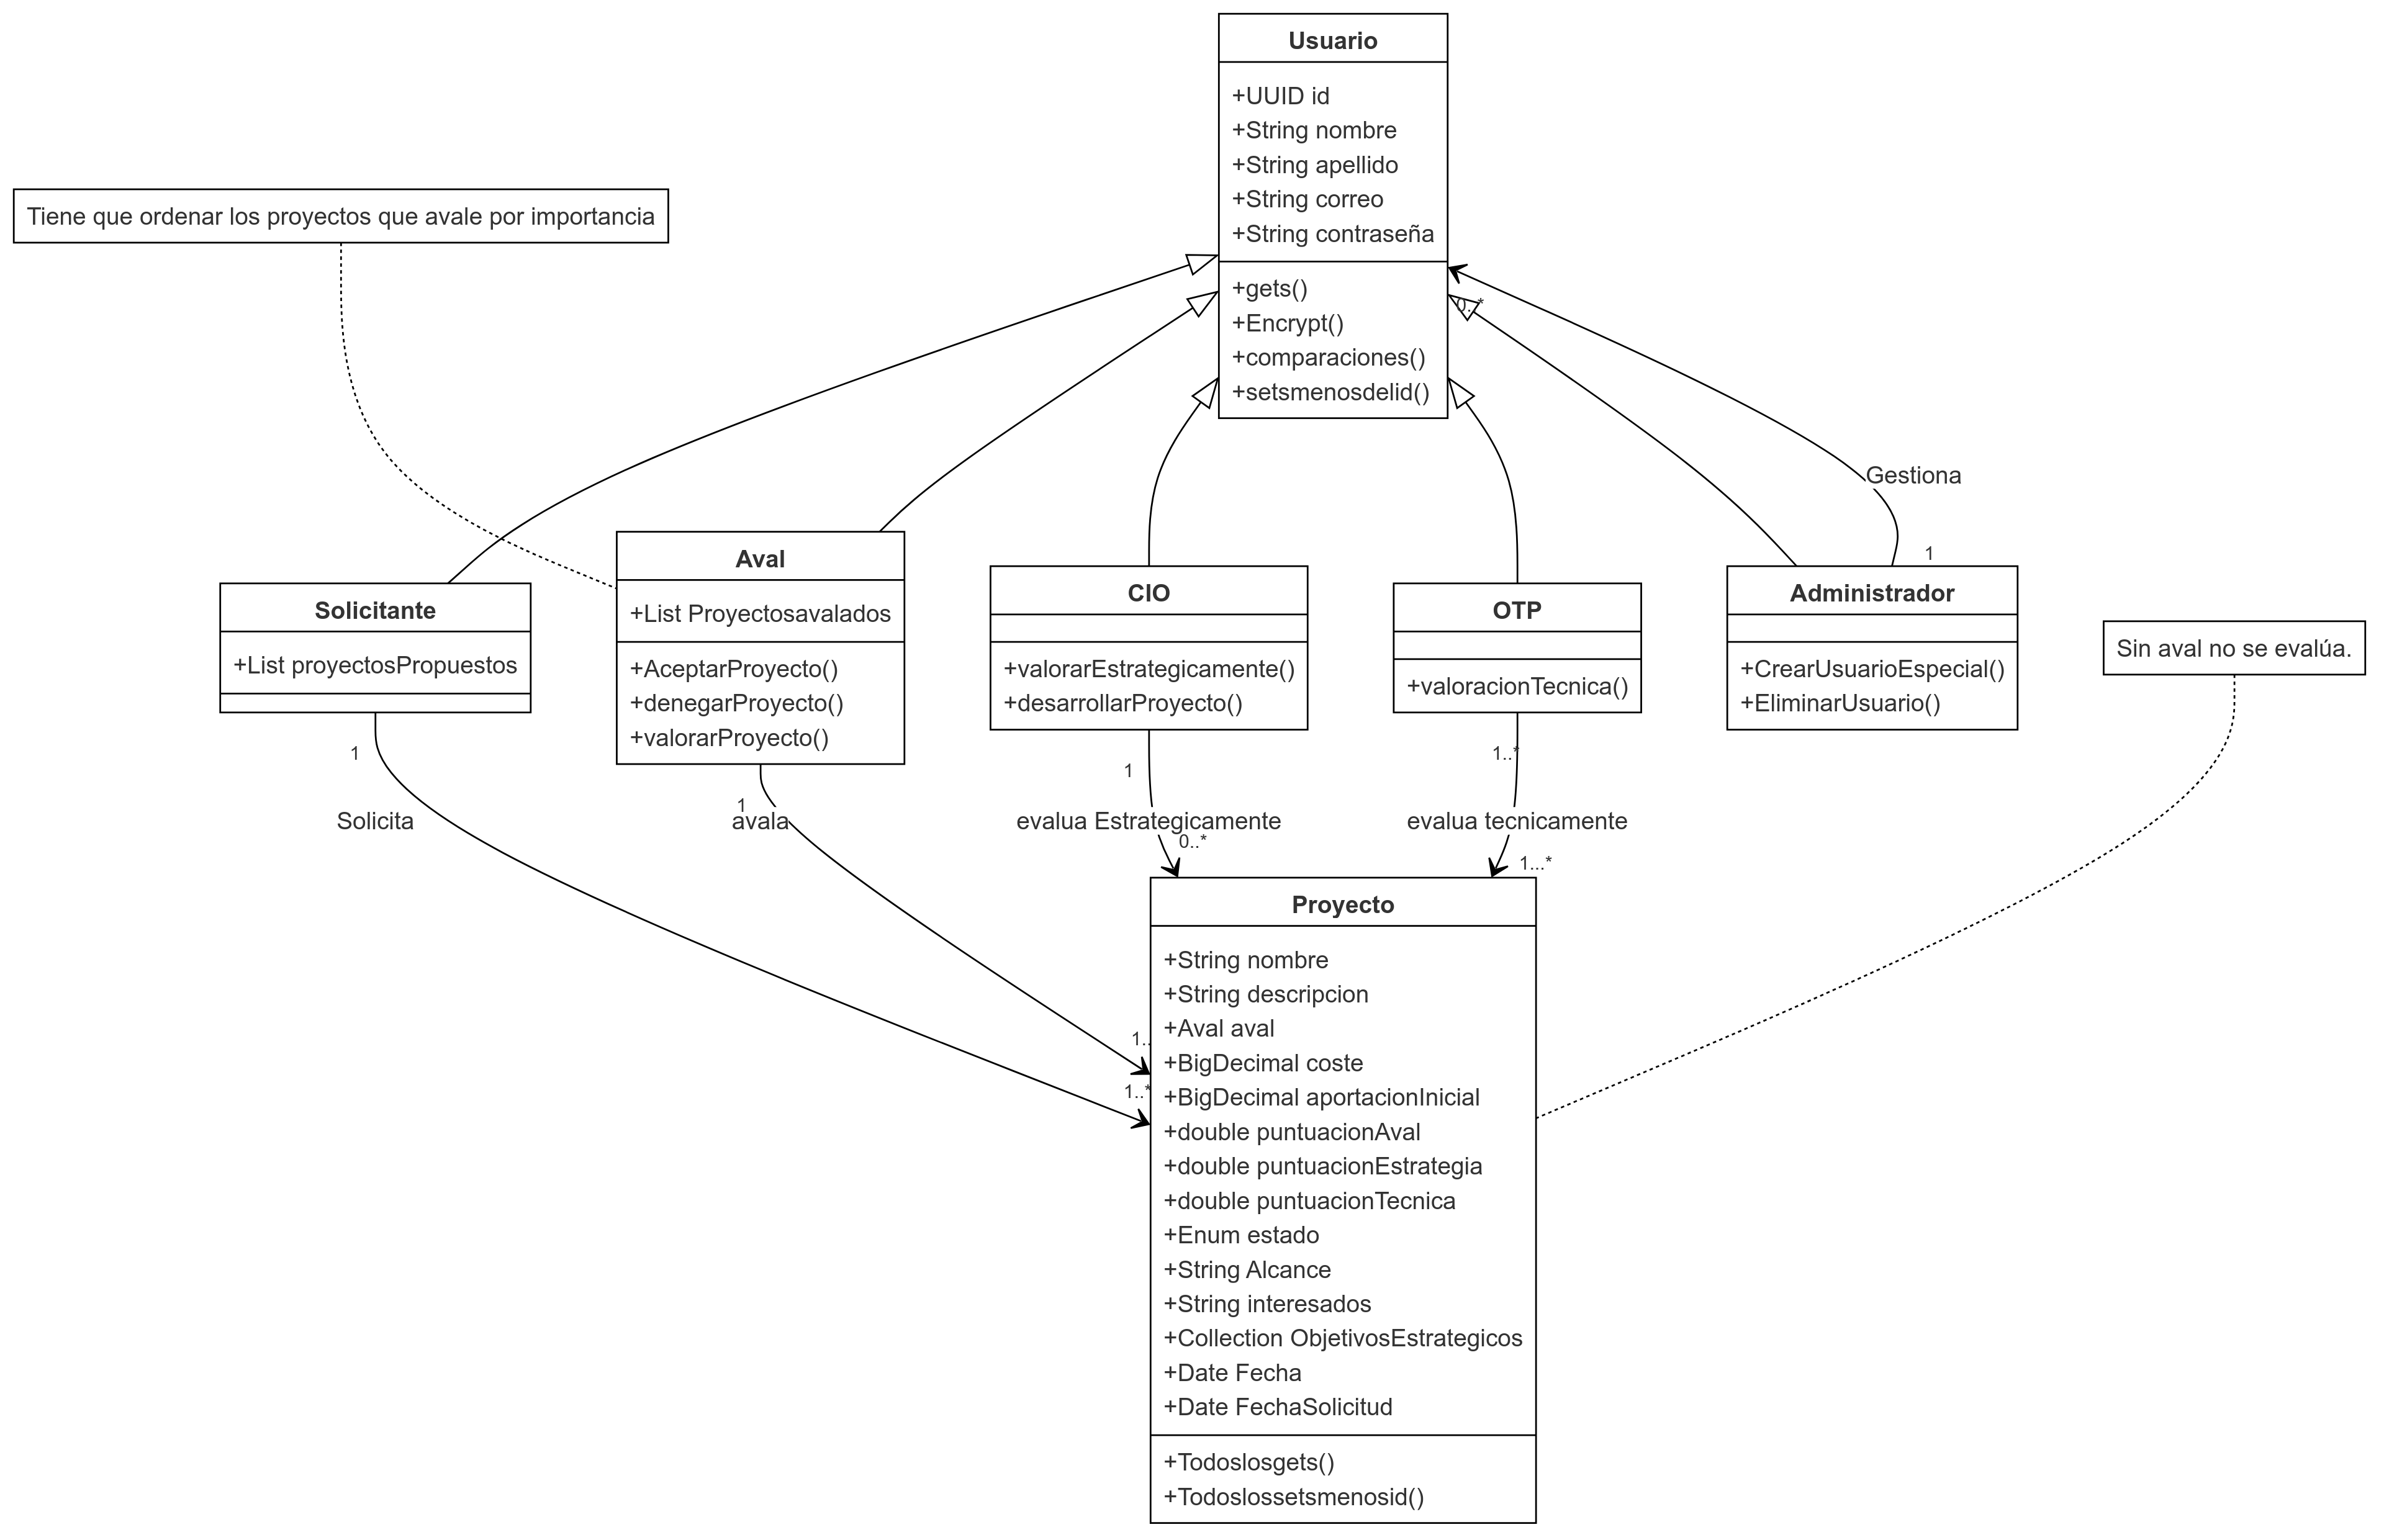 Usuario
+UUID id
+String nombre
+String apellido
+String correo
+String contraseña
+gets()
+Encrypt()
+comparaciones()
+setsmenosdelid()
Tiene que ordenar los proyectos que avale por importancia
0..*
Gestiona
1
Solicitante
+List proyectosPropuestos
Aval
+List Proyectosavalados
+AceptarProyecto()
+denegarProyecto()
+valorarProyecto()
CIO
+valorarEstrategicamente()
+desarrollarProyecto()
OTP
+valoracionTecnica()
Administrador
+CrearUsuarioEspecial()
+EliminarUsuario()
Sin aval no se evalúa.
1
Solicita
1
avala
1
evalua Estrategicamente
0..*
1..*
evalua tecnicamente
1...*
1..
1..*
Proyecto
+String nombre
+String descripcion
+Aval aval
+BigDecimal coste
+BigDecimal aportacionInicial
+double puntuacionAval
+double puntuacionEstrategia
+double puntuacionTecnica
+Enum estado
+String Alcance
+String interesados
+Collection ObjetivosEstrategicos
+Date Fecha
+Date FechaSolicitud
+Todoslosgets()
+Todoslossetsmenosid()